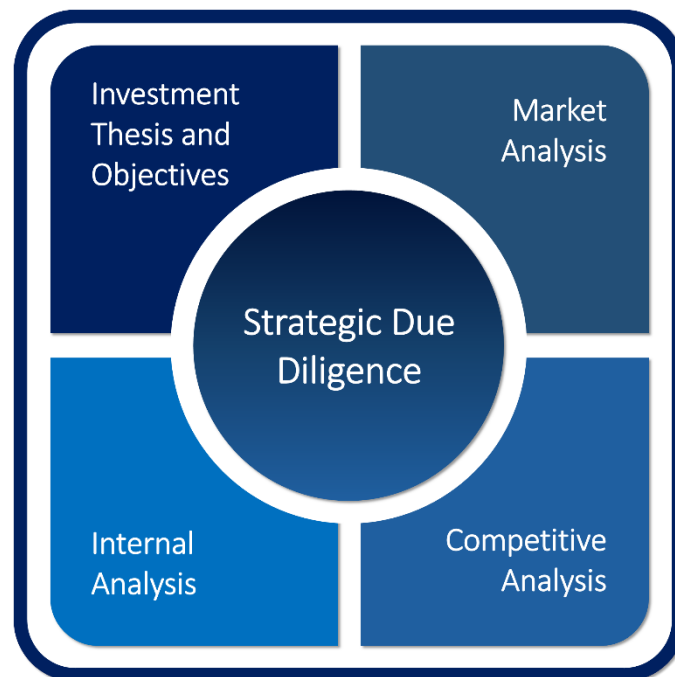 Investment
Thesis and
Objectives
Market
Analysis
Strategic Due
Diligence
Internal
Analysis
Competitive
Analysis